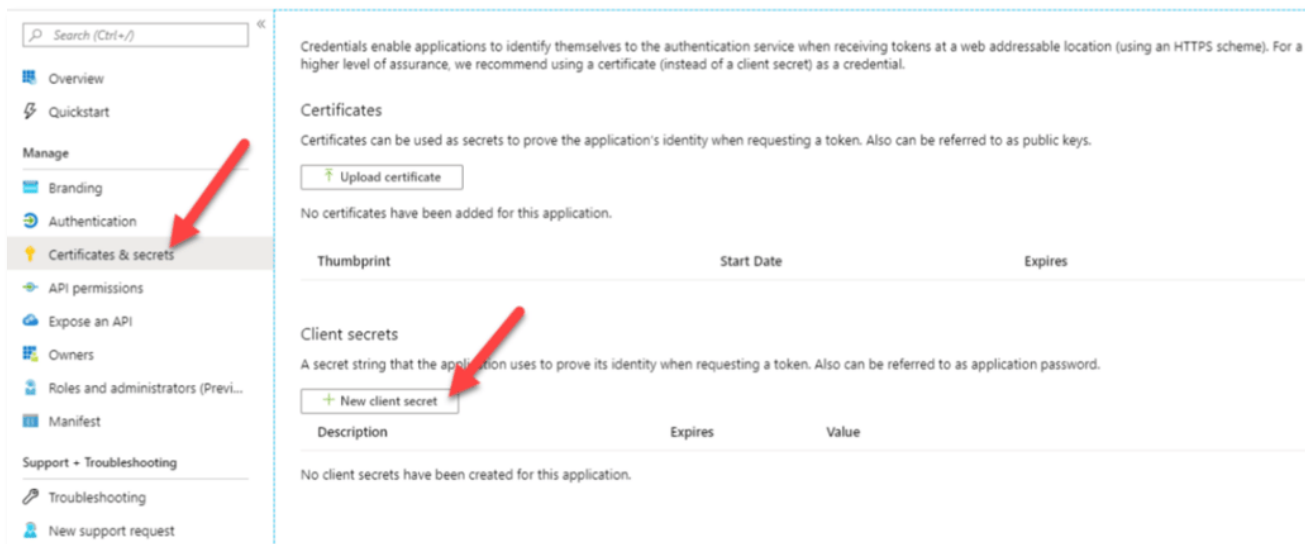 Search (Ctrl+/)
«
Overview
Quickstart
Manage
Branding
Authentication
Certificates & secrets
API permissions
Expose an API
Owners
Roles and administrators (Previ...
Manifest
Support + Troubleshooting
Troubleshooting
New support request
Credentials enable applications to identify themselves to the authentication service when receiving tokens at a web addressable location (using an HTTPS scheme). For a
higher level of assurance, we recommend using a certificate (instead of a client secret) as a credential.
Certificates
Certificates can be used as secrets to prove the application's identity when requesting a token. Also can be referred to as public keys.
Upload certificate
No certificates have been added for this application.
Thumbprint Start Date Expires
Client secrets
A secret string that the application uses to prove its identity when requesting a token. Also can be referred to as application password.
New client secret
Description Expires Value
No client secrets have been created for this application.